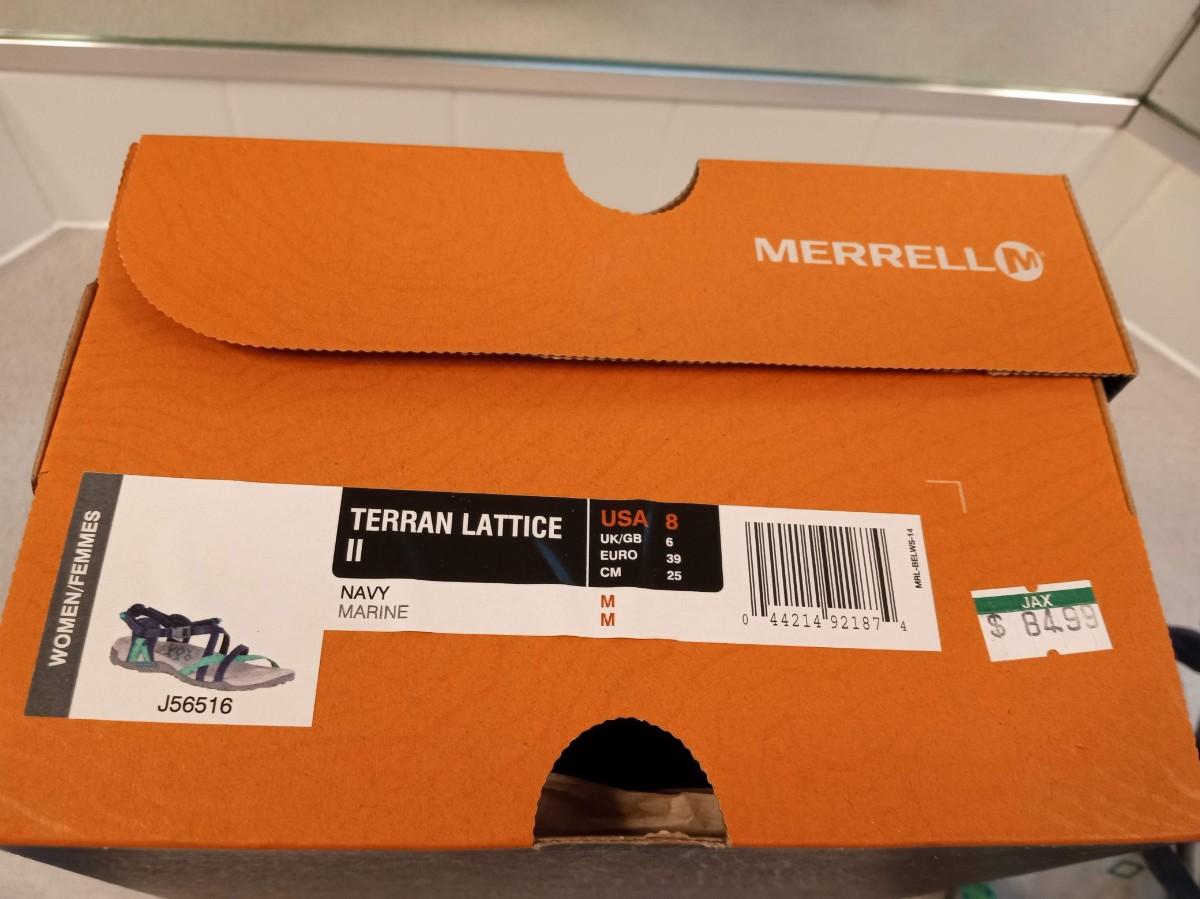 MERRELL M
WOMEN/FEMMES
J56516
TERRAN LATTICE
II
NAVY
MARINE
USA 8
UK/GB 6
EURO 39
CM 25
M
M
0 44214 92187 4
MRL-BELWS-14
JAX
$ 84.99